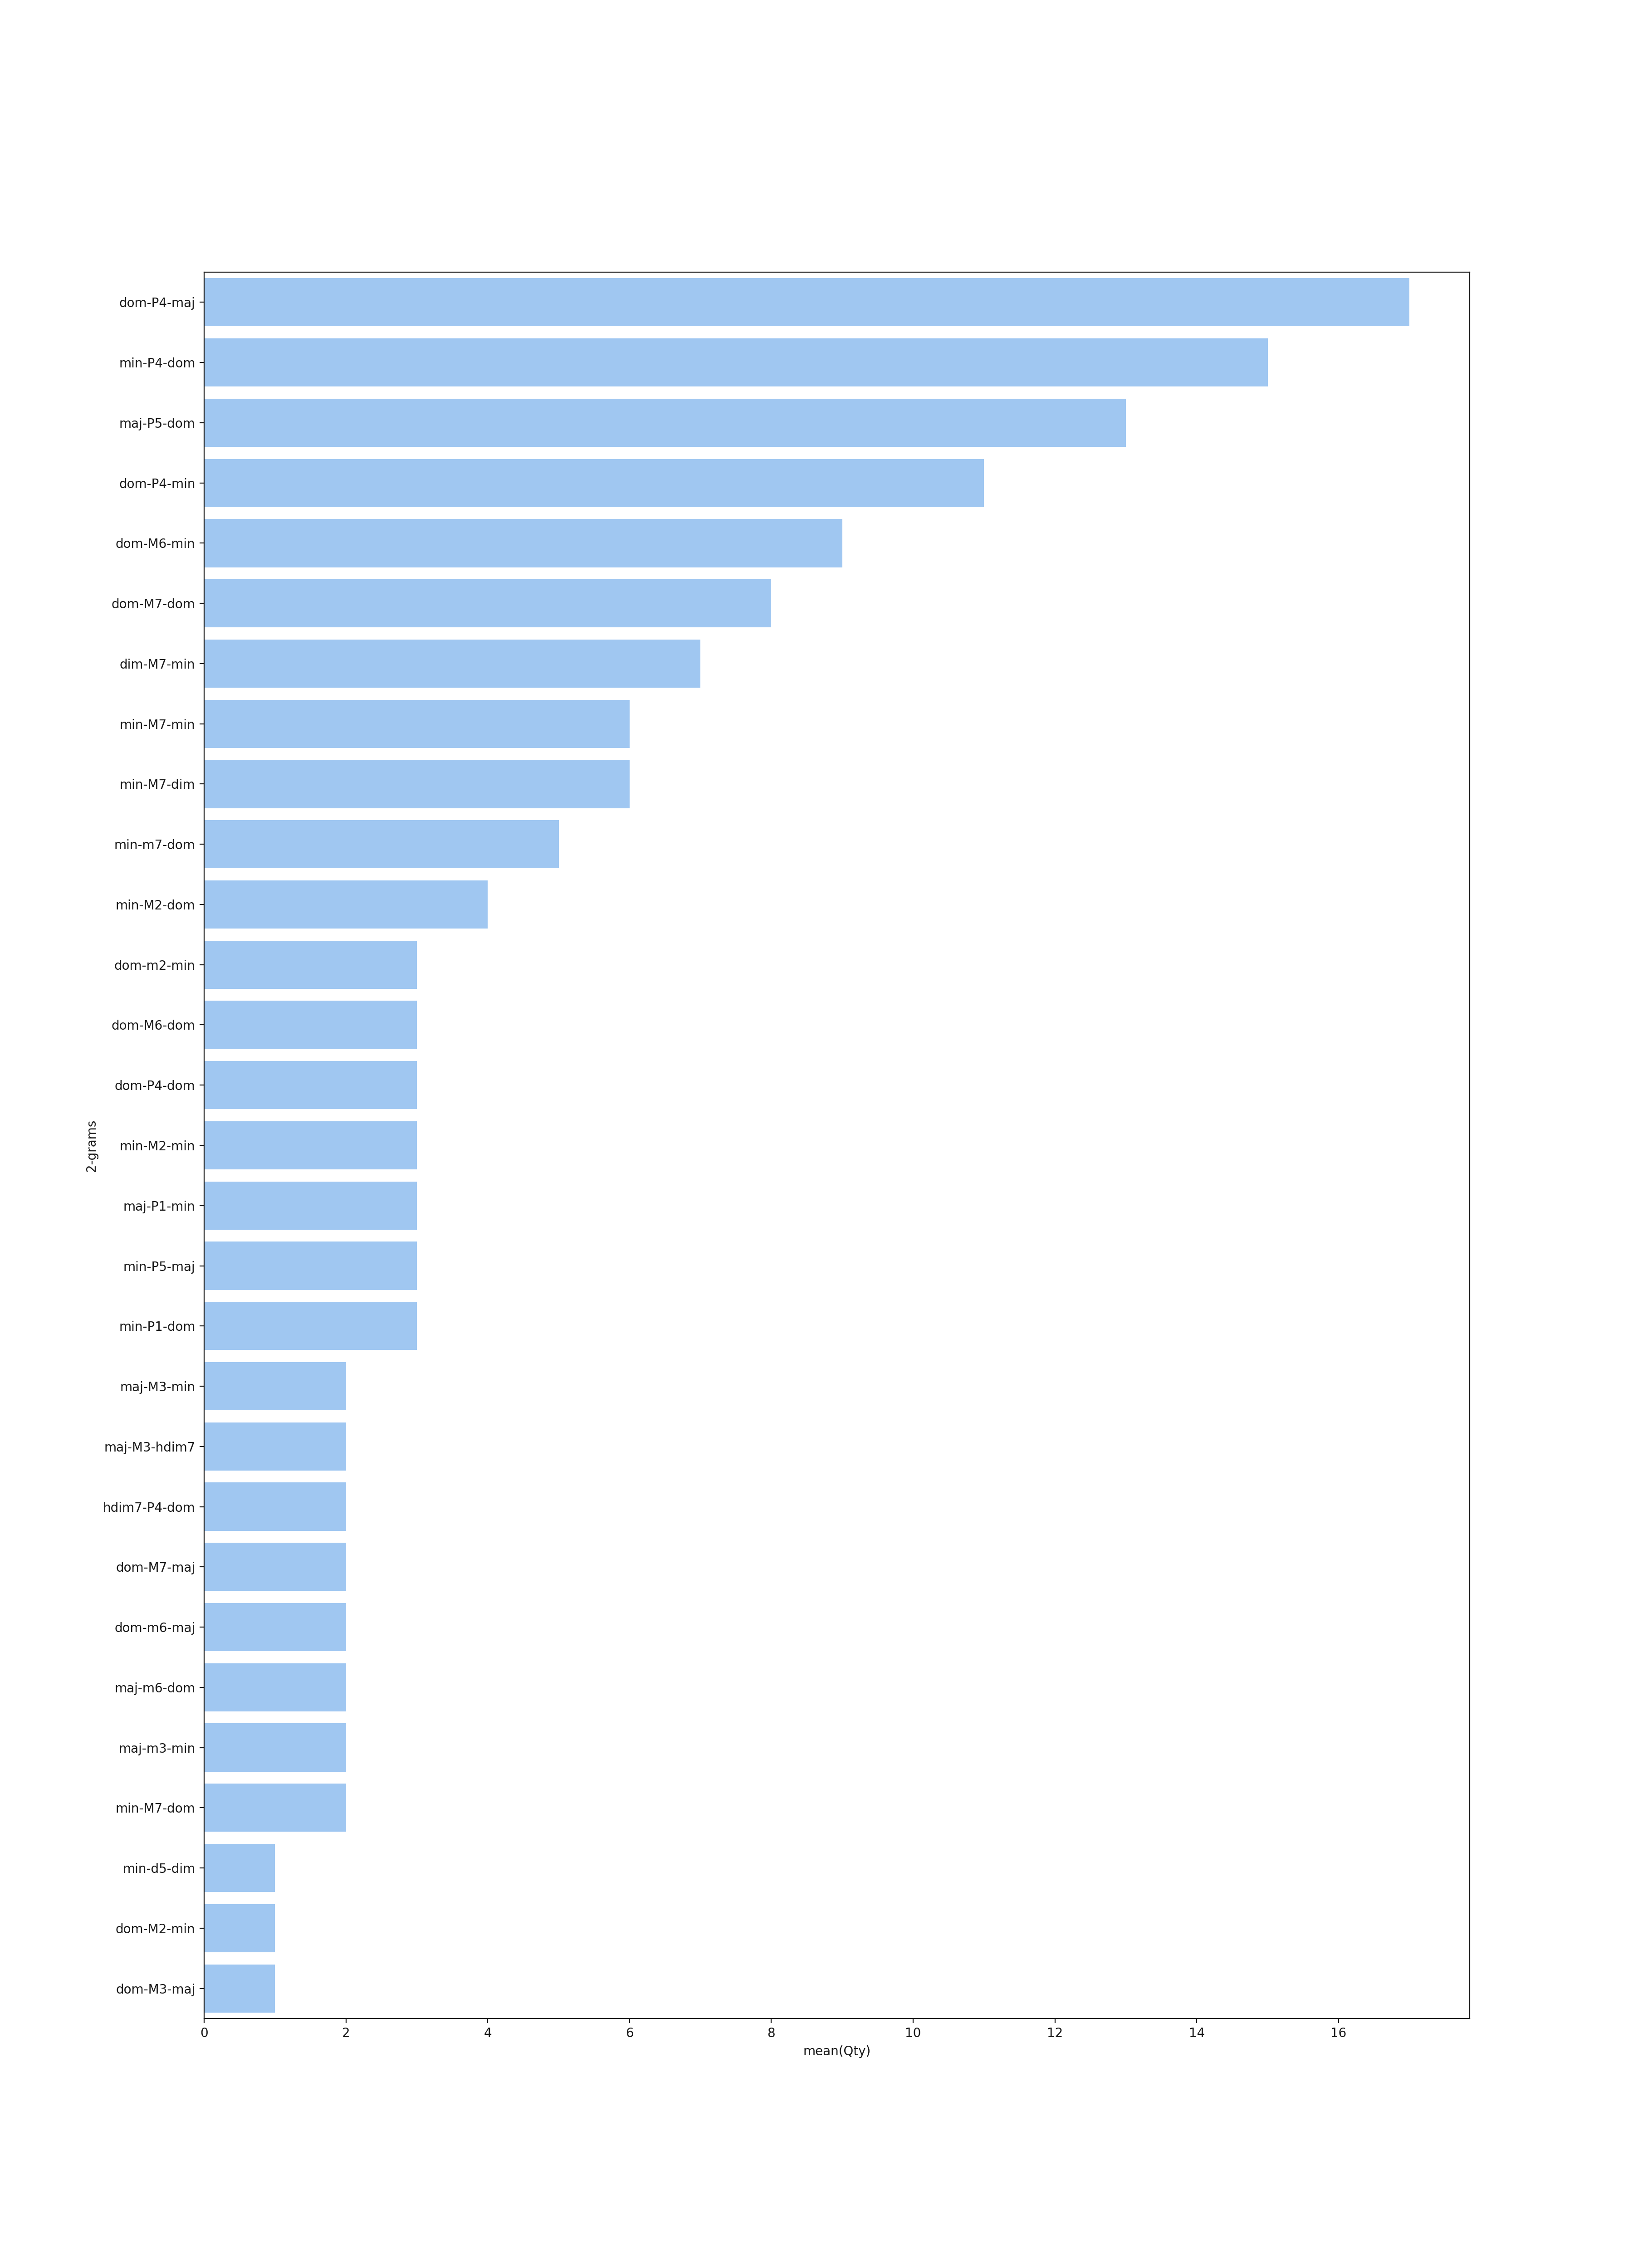 dom-P4-maj
min-P4-dom
maj-P5-dom
dom-P4-min
dom-M6-min
dom-M7-dom
dim-M7-min
min-M7-min
min-M7-dim
min-m7-dom
min-M2-dom
dom-m2-min
dom-M6-dom
dom-P4-dom
2-grams
min-M2-min
maj-P1-min
min-P5-maj
min-P1-dom
maj-M3-min
maj-M3-hdim7
hdim7-P4-dom
dom-M7-maj
dom-m6-maj
maj-m6-dom
maj-m3-min
min-M7-dom
min-d5-dim
dom-M2-min
dom-M3-maj
0 2 4 6 8 10 12 14 16
mean(Qty)